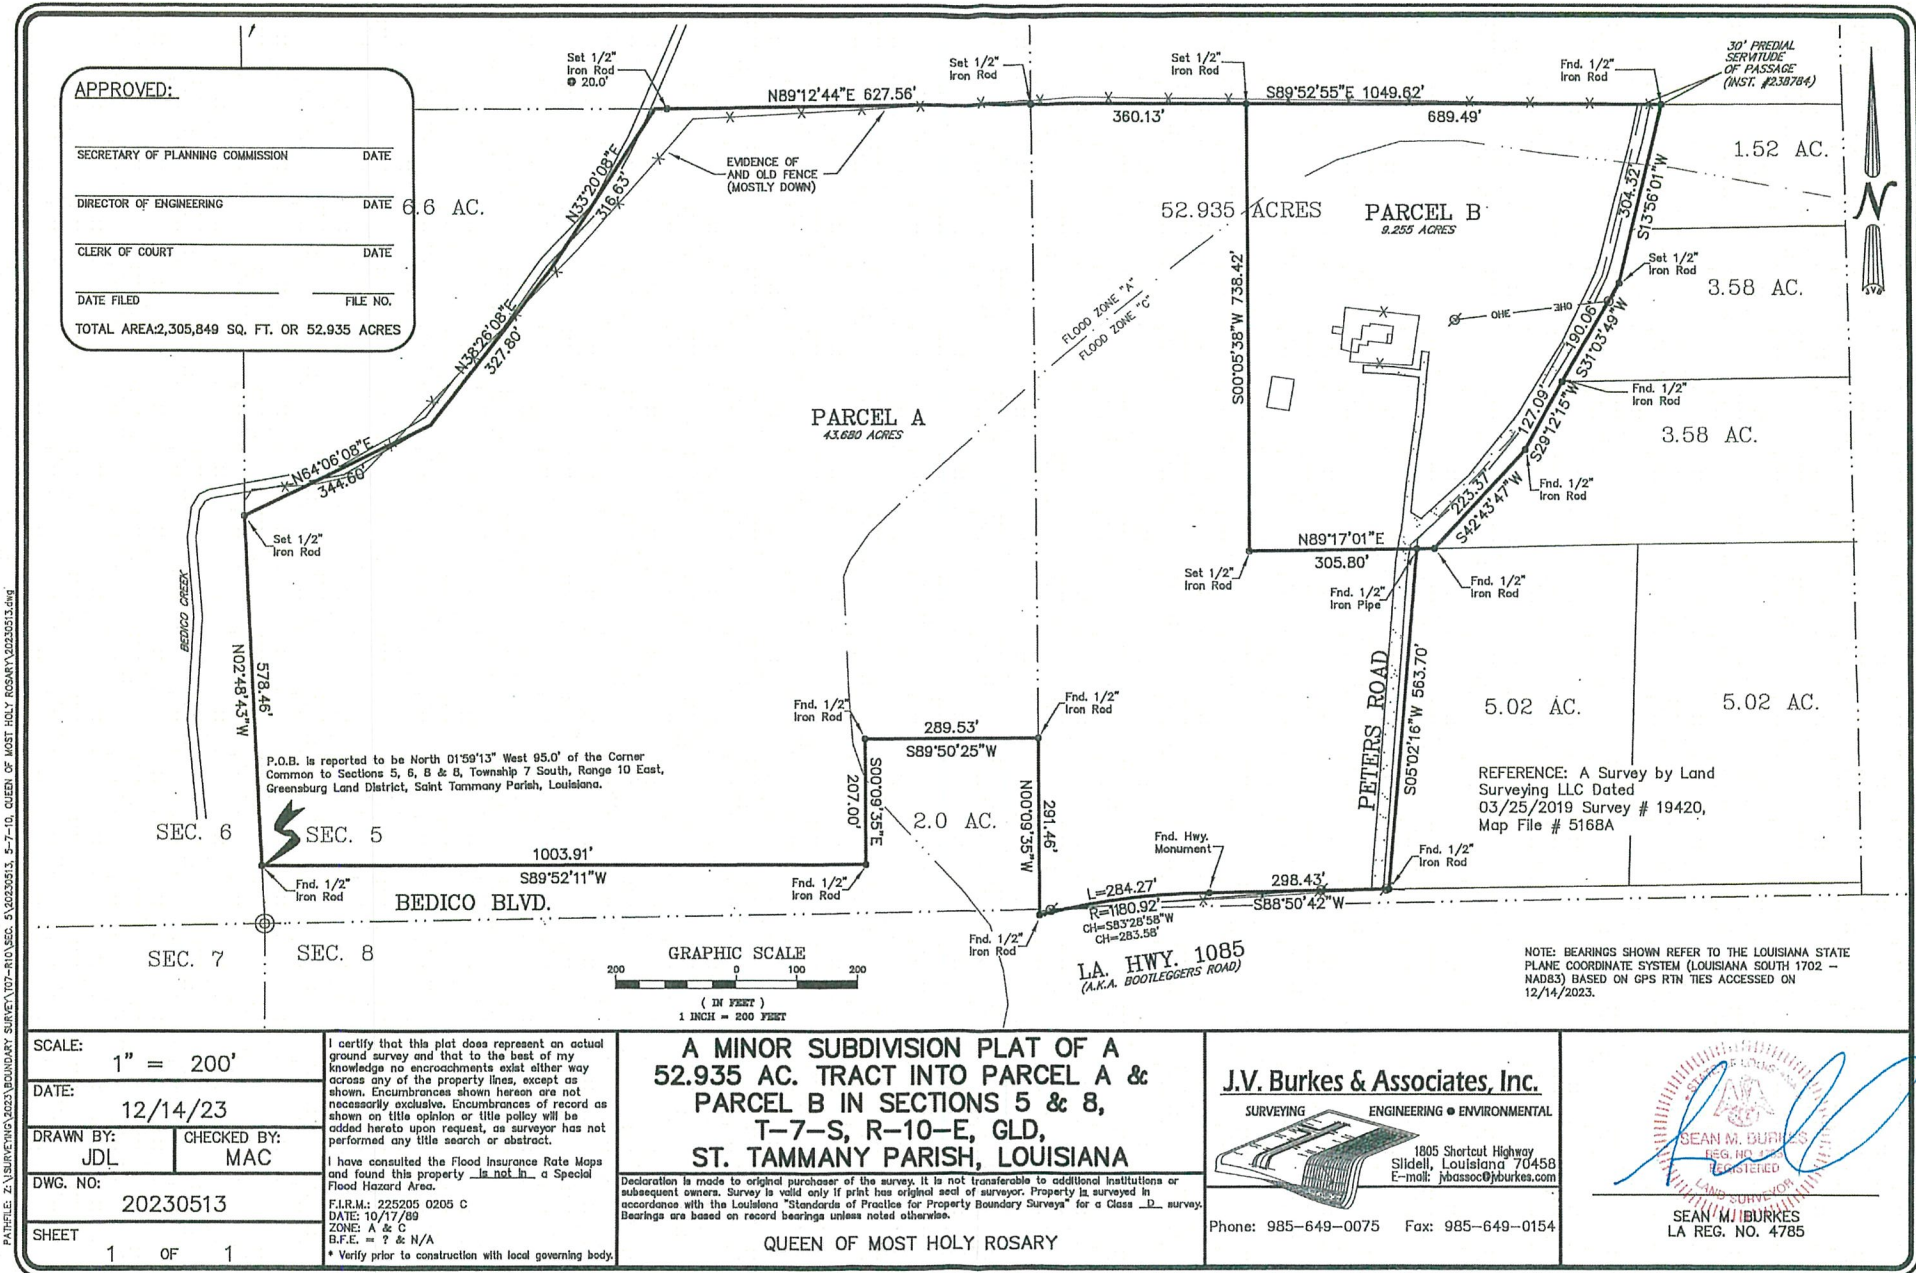 APPROVED:
SECRETARY OF PLANNING COMMISSION DATE
DIRECTOR OF ENGINEERING DATE
CLERK OF COURT DATE
DATE FILED FILE NO.
TOTAL AREA:2,305,849 SQ. FT. OR 52.935 ACRES
6.6 AC.
Set 1/2"
Iron Rod
@ 20.0'
N89°12'44"E 627.56'
Set 1/2"
Iron Rod
Set 1/2"
Iron Rod
S89°52'55"E 1049.62'
360.13'
689.49'
Fnd. 1/2"
Iron Rod
30' PREDIAL
SERVITUDE
OF PASSAGE
(INST. #238784)
1.52 AC.
N
EVIDENCE OF
AND OLD FENCE
(MOSTLY DOWN)
N33°20'08"E
316.63'
N38°26'08"E
327.80'
N64°06'08"E
344.60'
52.935 ACRES
PARCEL B
9.255 ACRES
304.32'
S13°56'01"W
Set 1/2"
Iron Rod
3.58 AC.
FLOOD ZONE "A"
FLOOD ZONE "C"
S00°05'38"W 738.42'
OHE
OHE
190.06'
S31°03'49"W
Fnd. 1/2"
Iron Rod
127.09'
S29°12'15"W
3.58 AC.
PARCEL A
43.680 ACRES
Fnd. 1/2"
Iron Rod
223.37'
S42°43'47"W
Set 1/2"
Iron Rod
N89°17'01"E
305.80'
Set 1/2"
Iron Rod
Fnd. 1/2"
Iron Pipe
Fnd. 1/2"
Iron Rod
BEDICO CREEK
N02°48'43"W
578.46'
PETERS ROAD
S05°02'16"W 563.70'
5.02 AC.
5.02 AC.
Fnd. 1/2"
Iron Rod
289.53'
S89°50'25"W
Fnd. 1/2"
Iron Rod
P.O.B. is reported to be North 01°59'13" West 95.0' of the Corner
Common to Sections 5, 6, 8 & 8, Township 7 South, Range 10 East,
Greensburg Land District, Saint Tammany Parish, Louisiana.
S00°09'35"E
207.00'
2.0 AC.
N00°09'35"W
291.46'
REFERENCE: A Survey by Land
Surveying LLC Dated
03/25/2019 Survey # 19420,
Map File # 5168A
SEC. 6
SEC. 5
1003.91'
S89°52'11"W
Fnd. 1/2"
Iron Rod
Fnd. 1/2"
Iron Rod
BEDICO BLVD.
Fnd. Hwy.
Monument
Fnd. 1/2"
Iron Rod
L=284.27'
R=1180.92'
CH=S83°28'58"W
CH=283.58'
298.43'
S88°50'42"W
Fnd. 1/2"
Iron Rod
LA. HWY. 1085
(A.K.A. BOOTLEGGERS ROAD)
SEC. 7
SEC. 8
GRAPHIC SCALE
200 0 100 200
( IN FEET )
1 INCH = 200 FEET
NOTE: BEARINGS SHOWN REFER TO THE LOUISIANA STATE
PLANE COORDINATE SYSTEM (LOUISIANA SOUTH 1702 –
NAD83) BASED ON GPS RTN TIES ACCESSED ON
12/14/2023.
PATHFILE: Z:\SURVEYING\2023\BOUNDARY SURVEY\T07-R10\SEC. 5\20230513, 5-7-10, QUEEN OF MOST HOLY ROSARY\20230513.dwg
SCALE:
1" = 200'
DATE:
12/14/23
DRAWN BY:
JDL
CHECKED BY:
MAC
DWG. NO:
20230513
SHEET
1 OF 1
I certify that this plat does represent an actual
ground survey and that to the best of my
knowledge no encroachments exist either way
across any of the property lines, except as
shown. Encumbrances shown hereon are not
necessarily exclusive. Encumbrances of record as
shown on title opinion or title policy will be
added hereto upon request, as surveyor has not
performed any title search or abstract.
I have consulted the Flood Insurance Rate Maps
and found this property is not in a Special
Flood Hazard Area.
F.I.R.M.: 225205 0205 C
DATE: 10/17/89
ZONE: A & C
B.F.E. = ? & N/A
* Verify prior to construction with local governing body.
A MINOR SUBDIVISION PLAT OF A
52.935 AC. TRACT INTO PARCEL A &
PARCEL B IN SECTIONS 5 & 8,
T-7-S, R-10-E, GLD,
ST. TAMMANY PARISH, LOUISIANA
Declaration is made to original purchaser of the survey. It is not transferable to additional institutions or
subsequent owners. Survey is valid only if print has original seal of surveyor. Property is surveyed in
accordance with the Louisiana "Standards of Practice for Property Boundary Surveys" for a Class D survey.
Bearings are based on record bearings unless noted otherwise.
QUEEN OF MOST HOLY ROSARY
J.V. Burkes & Associates, Inc.
SURVEYING ENGINEERING ● ENVIRONMENTAL
1805 Shortcut Highway
Slidell, Louisiana 70458
E-mail: jvbassoc@jvburkes.com
Phone: 985-649-0075 Fax: 985-649-0154
STATE OF LOUISIANA
SEAN M. BURKES
REG. NO. 4785
REGISTERED
LAND SURVEYOR
SEAN M. BURKES
LA REG. NO. 4785